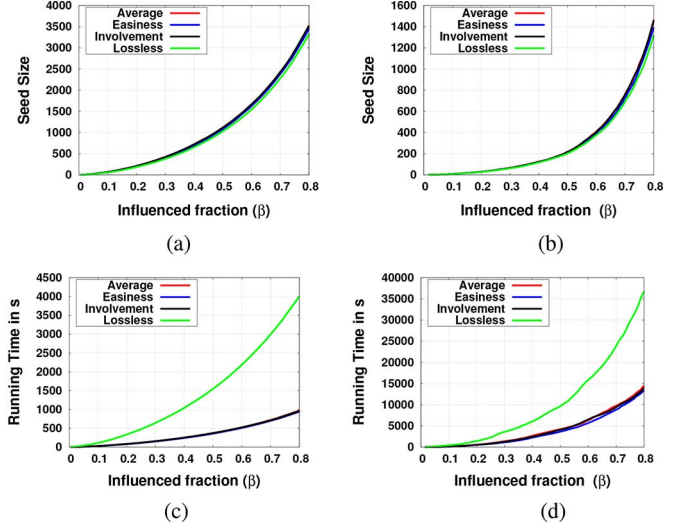 Seed Size
4000
3500
3000
2500
2000
1500
1000
500
0
Average
Easiness
Involvement
Lossless
0 0.1 0.2 0.3 0.4 0.5 0.6 0.7 0.8
Influenced fraction (β)
(a)
Seed Size
1600
1400
1200
1000
800
600
400
200
0
Average
Easiness
Involvement
Lossless
0 0.1 0.2 0.3 0.4 0.5 0.6 0.7 0.8
Influenced fraction (β)
(b)
Running Time in s
4500
4000
3500
3000
2500
2000
1500
1000
500
0
Average
Easiness
Involvement
Lossless
0 0.1 0.2 0.3 0.4 0.5 0.6 0.7 0.8
Influenced fraction (β)
(c)
Running Time in s
40000
35000
30000
25000
20000
15000
10000
5000
0
Average
Easiness
Involvement
Lossless
0 0.1 0.2 0.3 0.4 0.5 0.6 0.7 0.8
Influenced fraction (β)
(d)